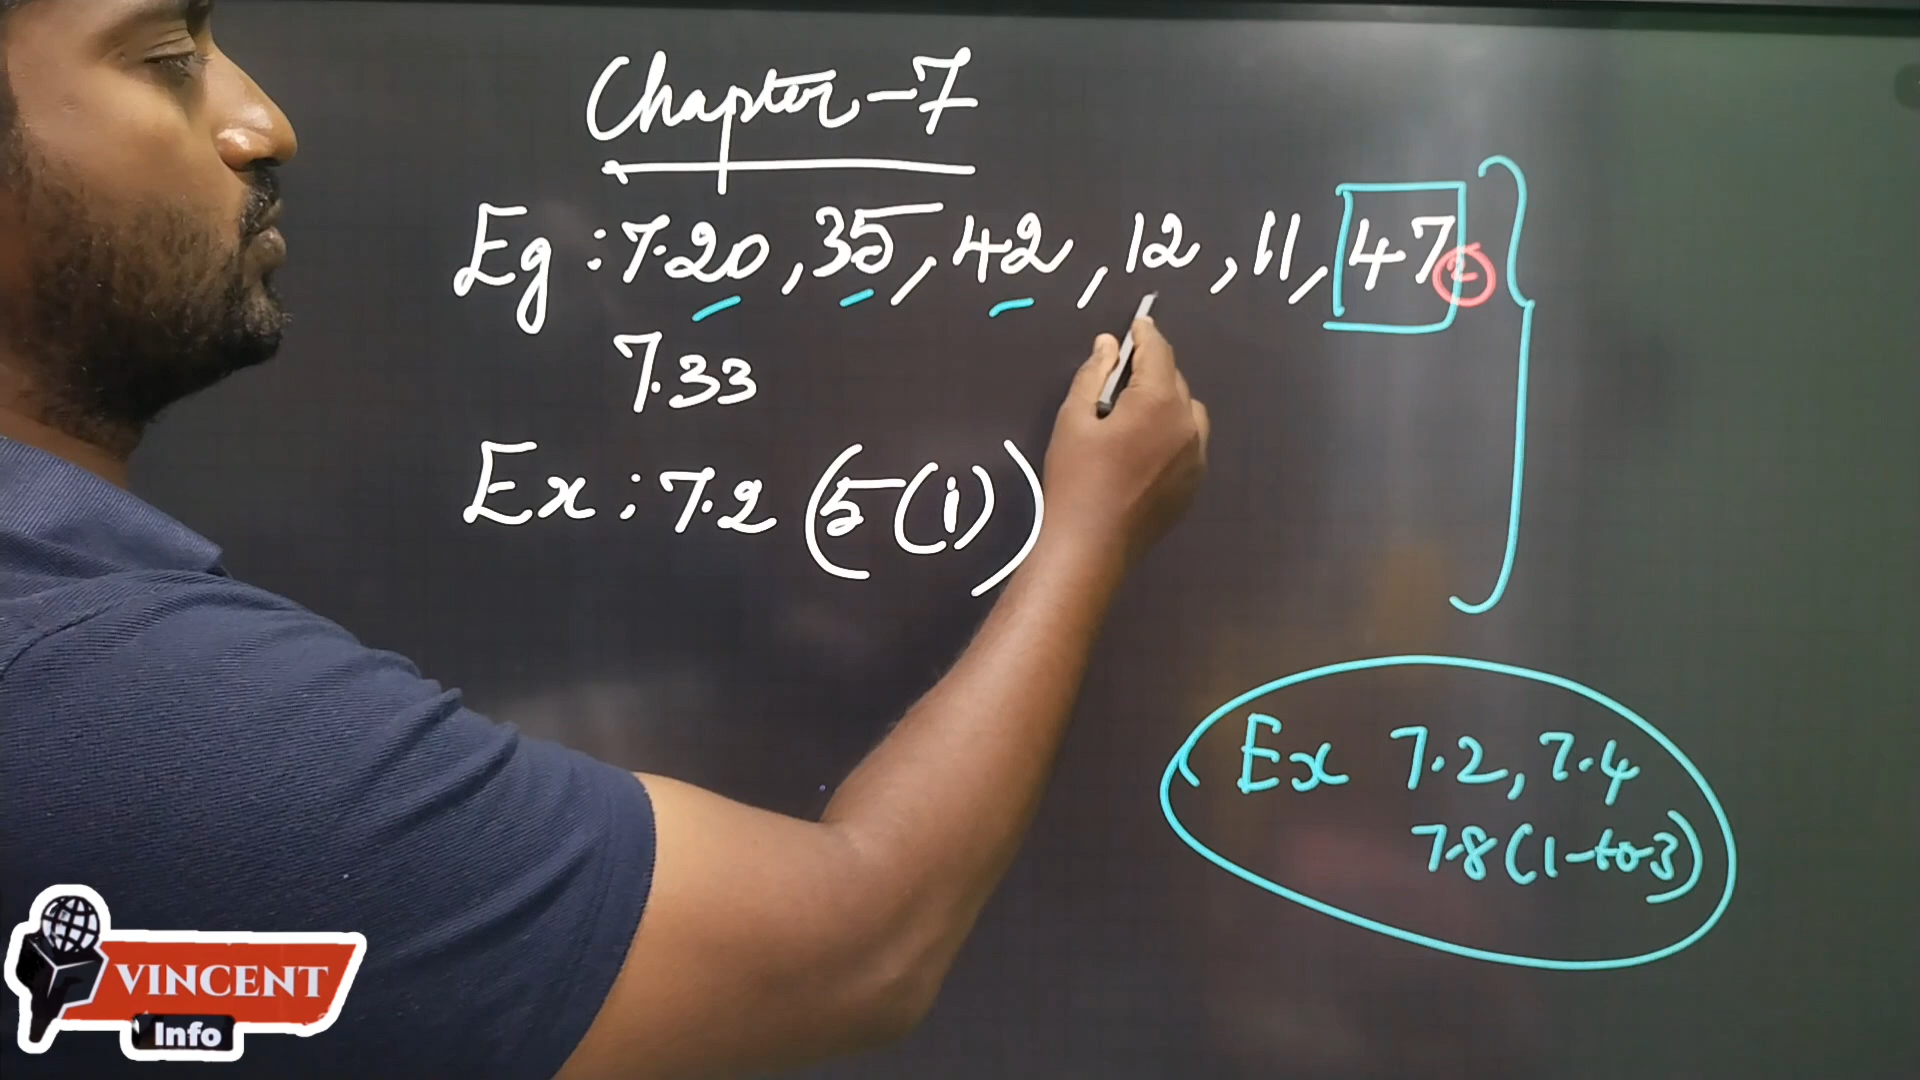 Chapter-7
Eg : 7.20, 35, 42, 12, 11, 47 2
7.33
Ex : 7.2 (5(i))
Ex 7.2, 7.4
7.8 (1-to-3)
VINCENT
Info